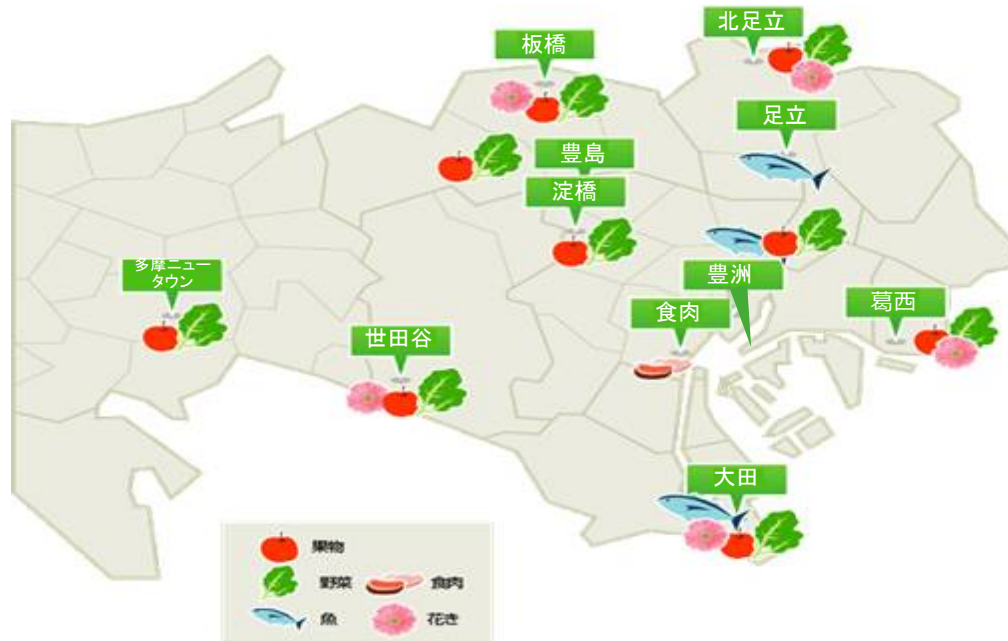 北足立
板橋
足立
豊島
淀橋
豊洲
多摩ニュー
タウン
食肉
葛西
世田谷
大田
果物
野菜
食肉
魚
花き